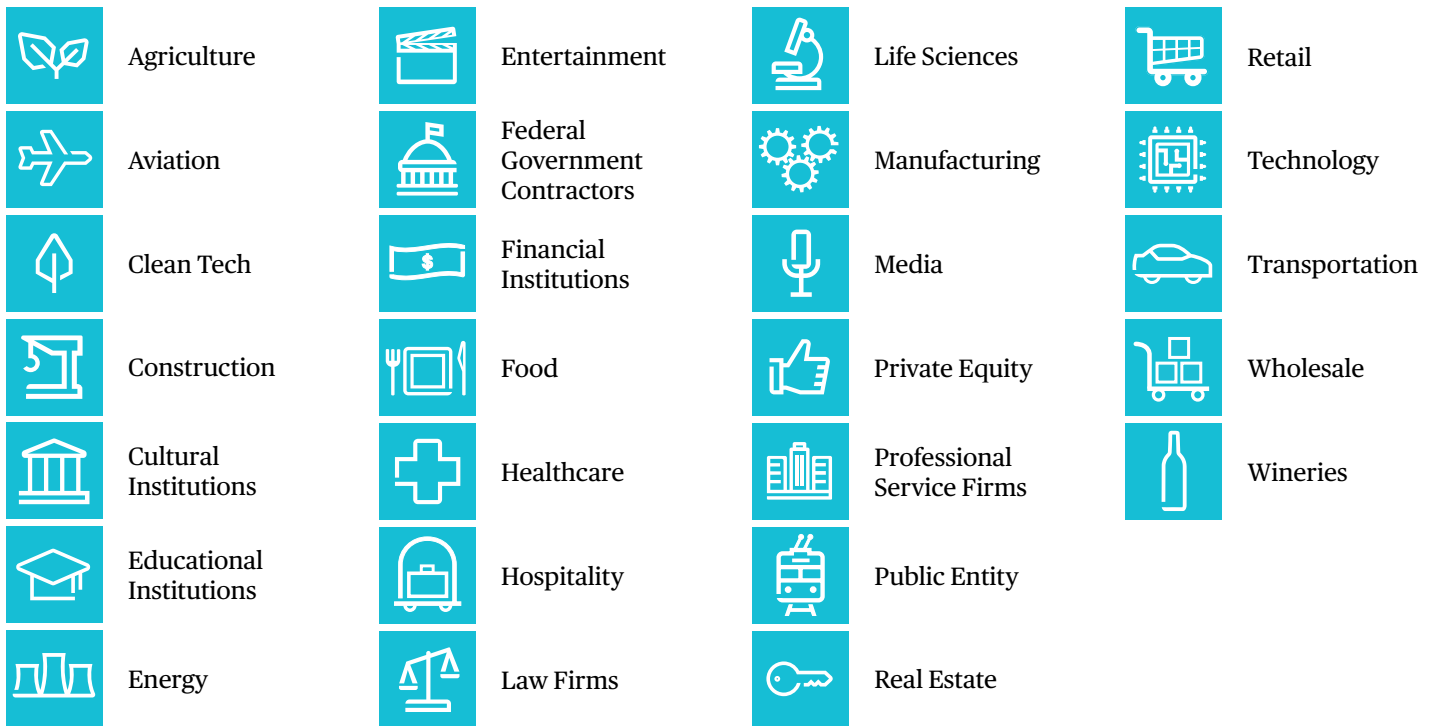 Agriculture
Aviation
Clean Tech
Construction
Cultural
Institutions
Educational
Institutions
Energy
Entertainment
Federal
Government
Contractors
Financial
Institutions
$
Food
Healthcare
Hospitality
Law Firms
Life Sciences
Manufacturing
Media
Private Equity
Professional
Service Firms
Public Entity
Real Estate
Retail
Technology
Transportation
Wholesale
Wineries